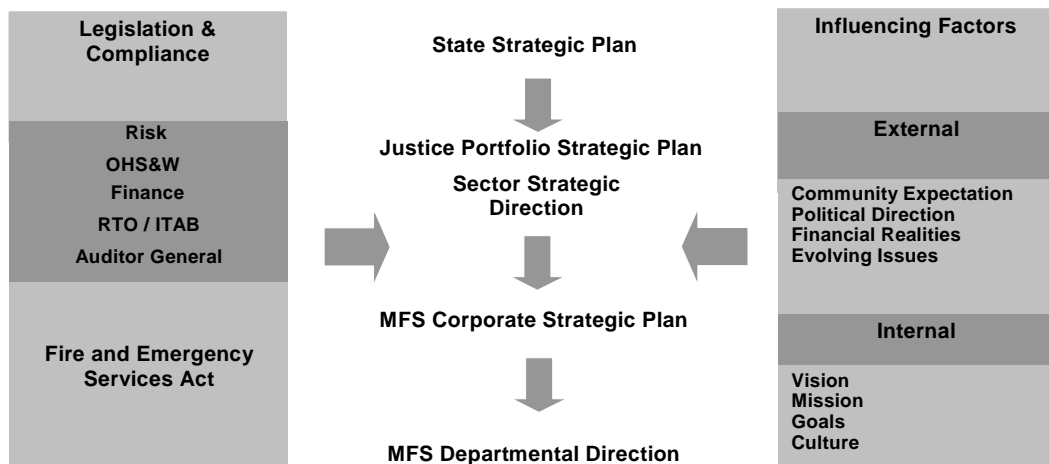 Legislation &
Compliance
Risk
OHS&W
Finance
RTO / ITAB
Auditor General
Fire and Emergency
Services Act
State Strategic Plan
Justice Portfolio Strategic Plan
Sector Strategic
Direction
MFS Corporate Strategic Plan
MFS Departmental Direction
Influencing Factors
External
Community Expectation
Political Direction
Financial Realities
Evolving Issues
Internal
Vision
Mission
Goals
Culture